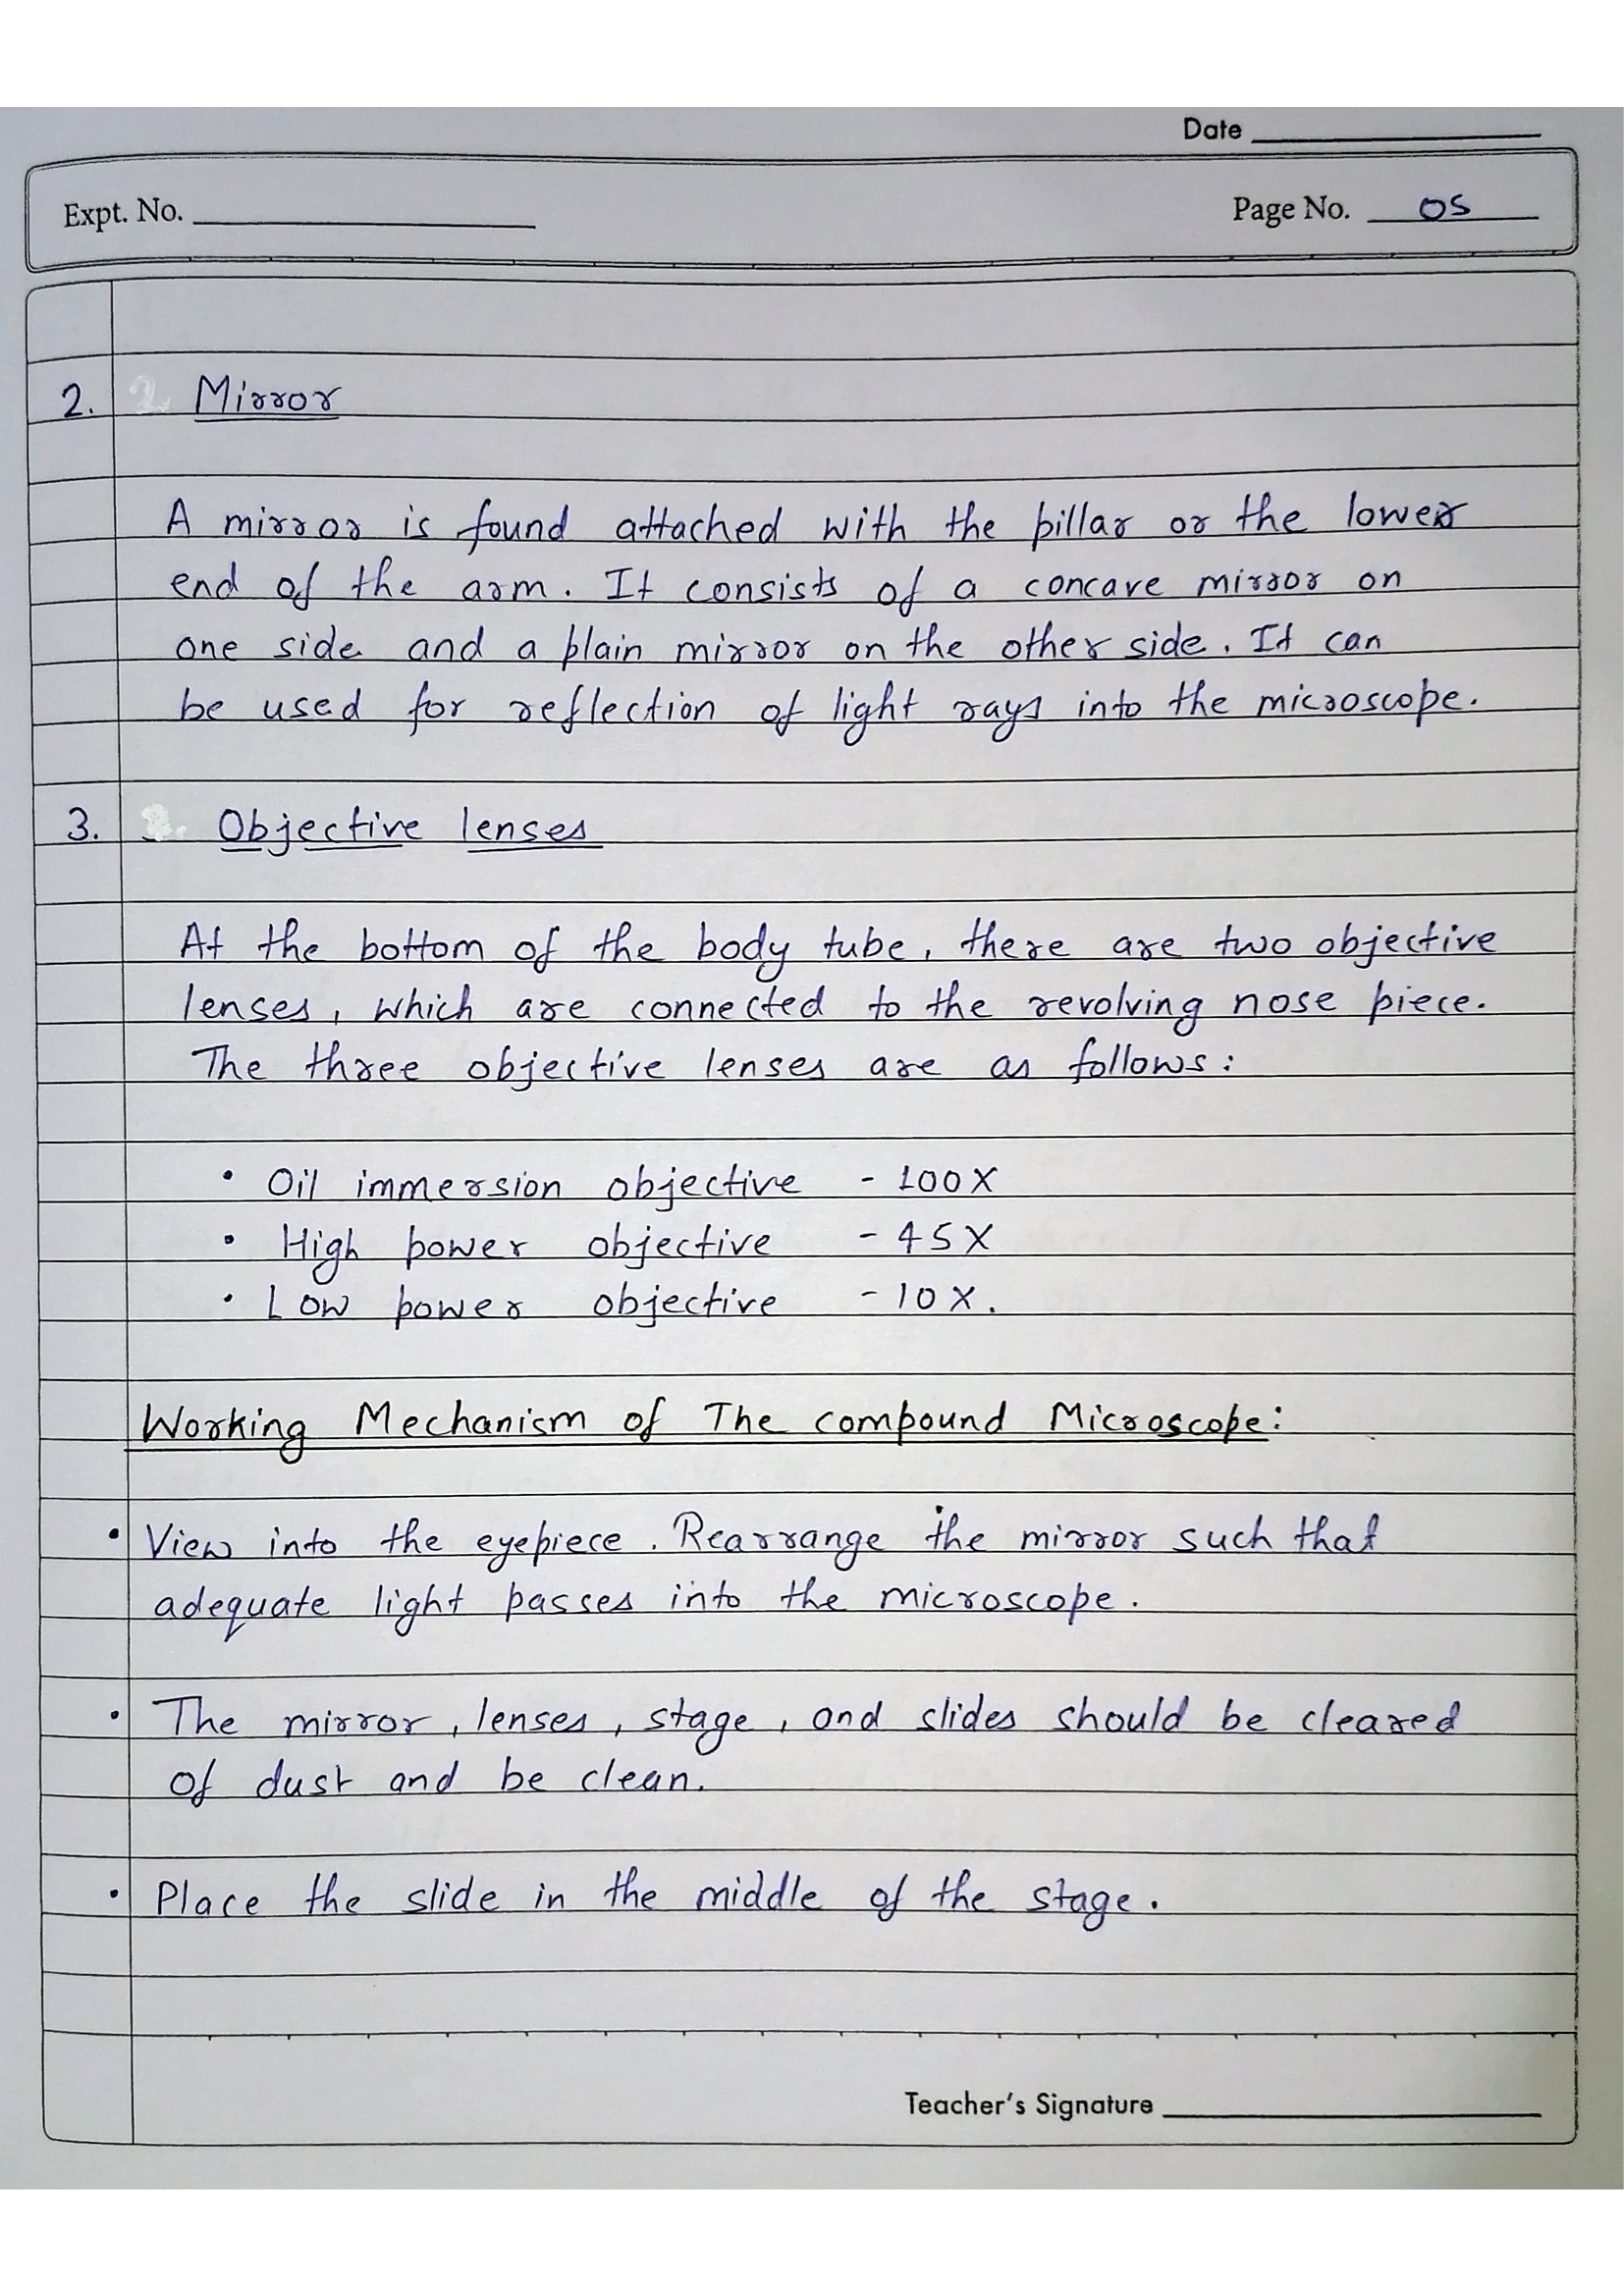 Date
Expt. No.
Page No. 05
2. Mirror
A mirror is found attached with the pillar or the lower
end of the arm. It consists of a concave mirror on
one side and a plain mirror on the other side. It can
be used for reflection of light rays into the microscope.
3. Objective lenses
At the bottom of the body tube, there are two objective
lenses, which are connected to the revolving nose piece.
The three objective lenses are as follows:
• Oil immersion objective - 100X
• High power objective - 45X
• Low power objective - 10X.
Working Mechanism of The compound Microscope:
• View into the eyepiece. Rearrange the mirror such that
adequate light passes into the microscope.
• The mirror, lenses, stage, and slides should be cleared
of dust and be clean.
• Place the slide in the middle of the stage.
Teacher's Signature